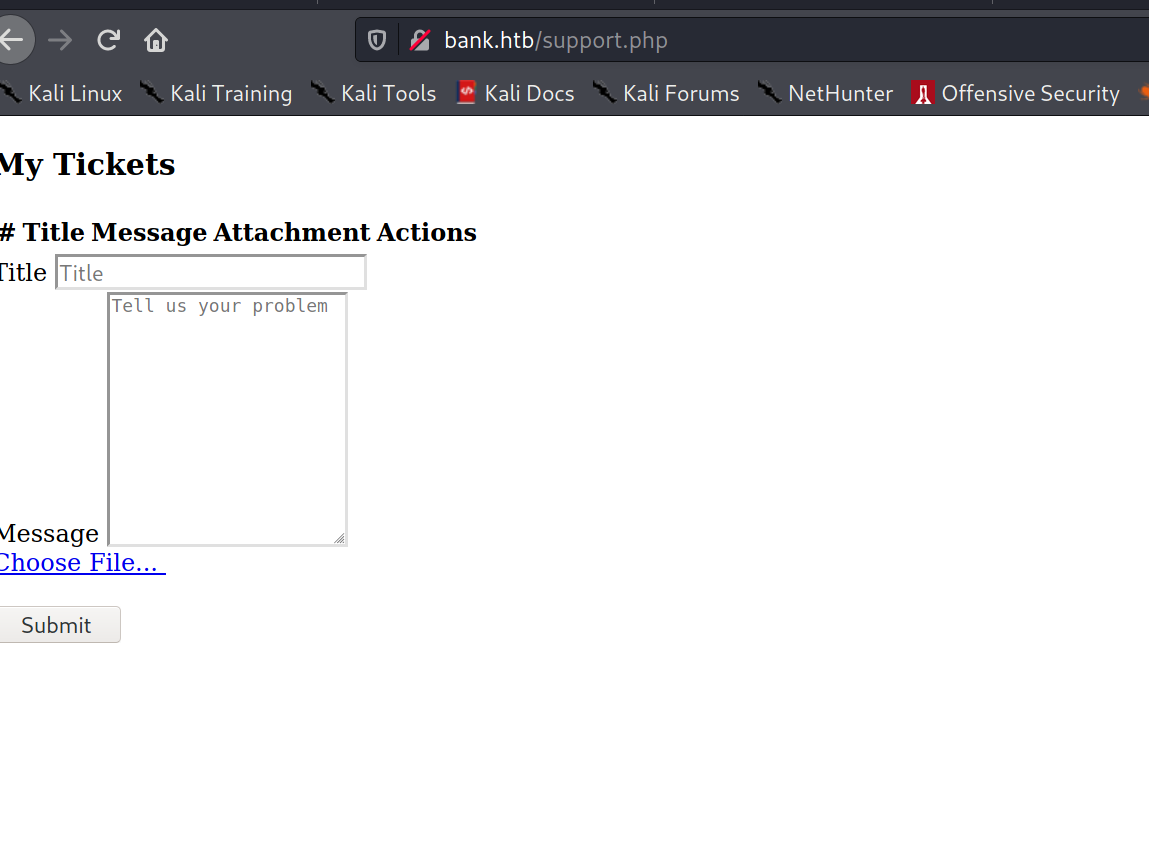 bank.htb/support.php
Kali Linux Kali Training Kali Tools Kali Docs Kali Forums NetHunter Offensive Security
My Tickets
# Title Message Attachment Actions
Title Title
Tell us your problem
Message
Choose File...
Submit